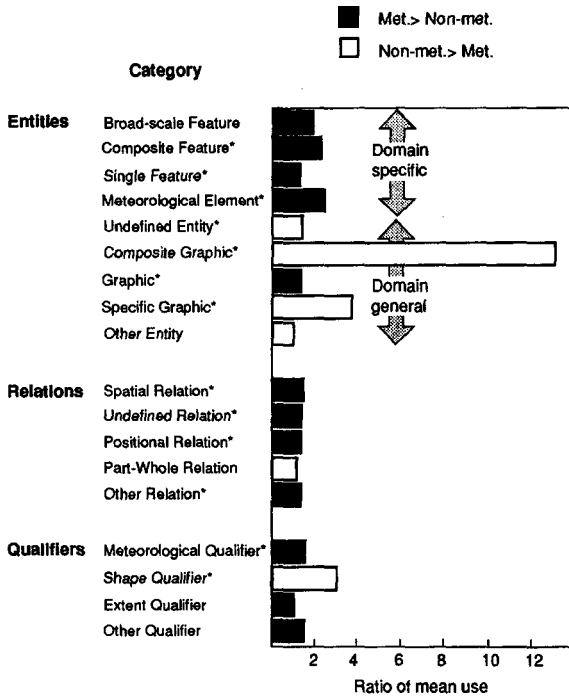 Met.> Non-met.
Non-met.> Met.
Category
Entities
Broad-scale Feature
Composite Feature*
Single Feature*
Meteorological Element*
Undefined Entity*
Composite Graphic*
Graphic*
Specific Graphic*
Other Entity
Domain
specific
Domain
general
Relations
Spatial Relation*
Undefined Relation*
Positional Relation*
Part-Whole Relation
Other Relation*
Qualifiers
Meteorological Qualifier*
Shape Qualifier*
Extent Qualifier
Other Qualifier
2 4 6 8 10 12
Ratio of mean use